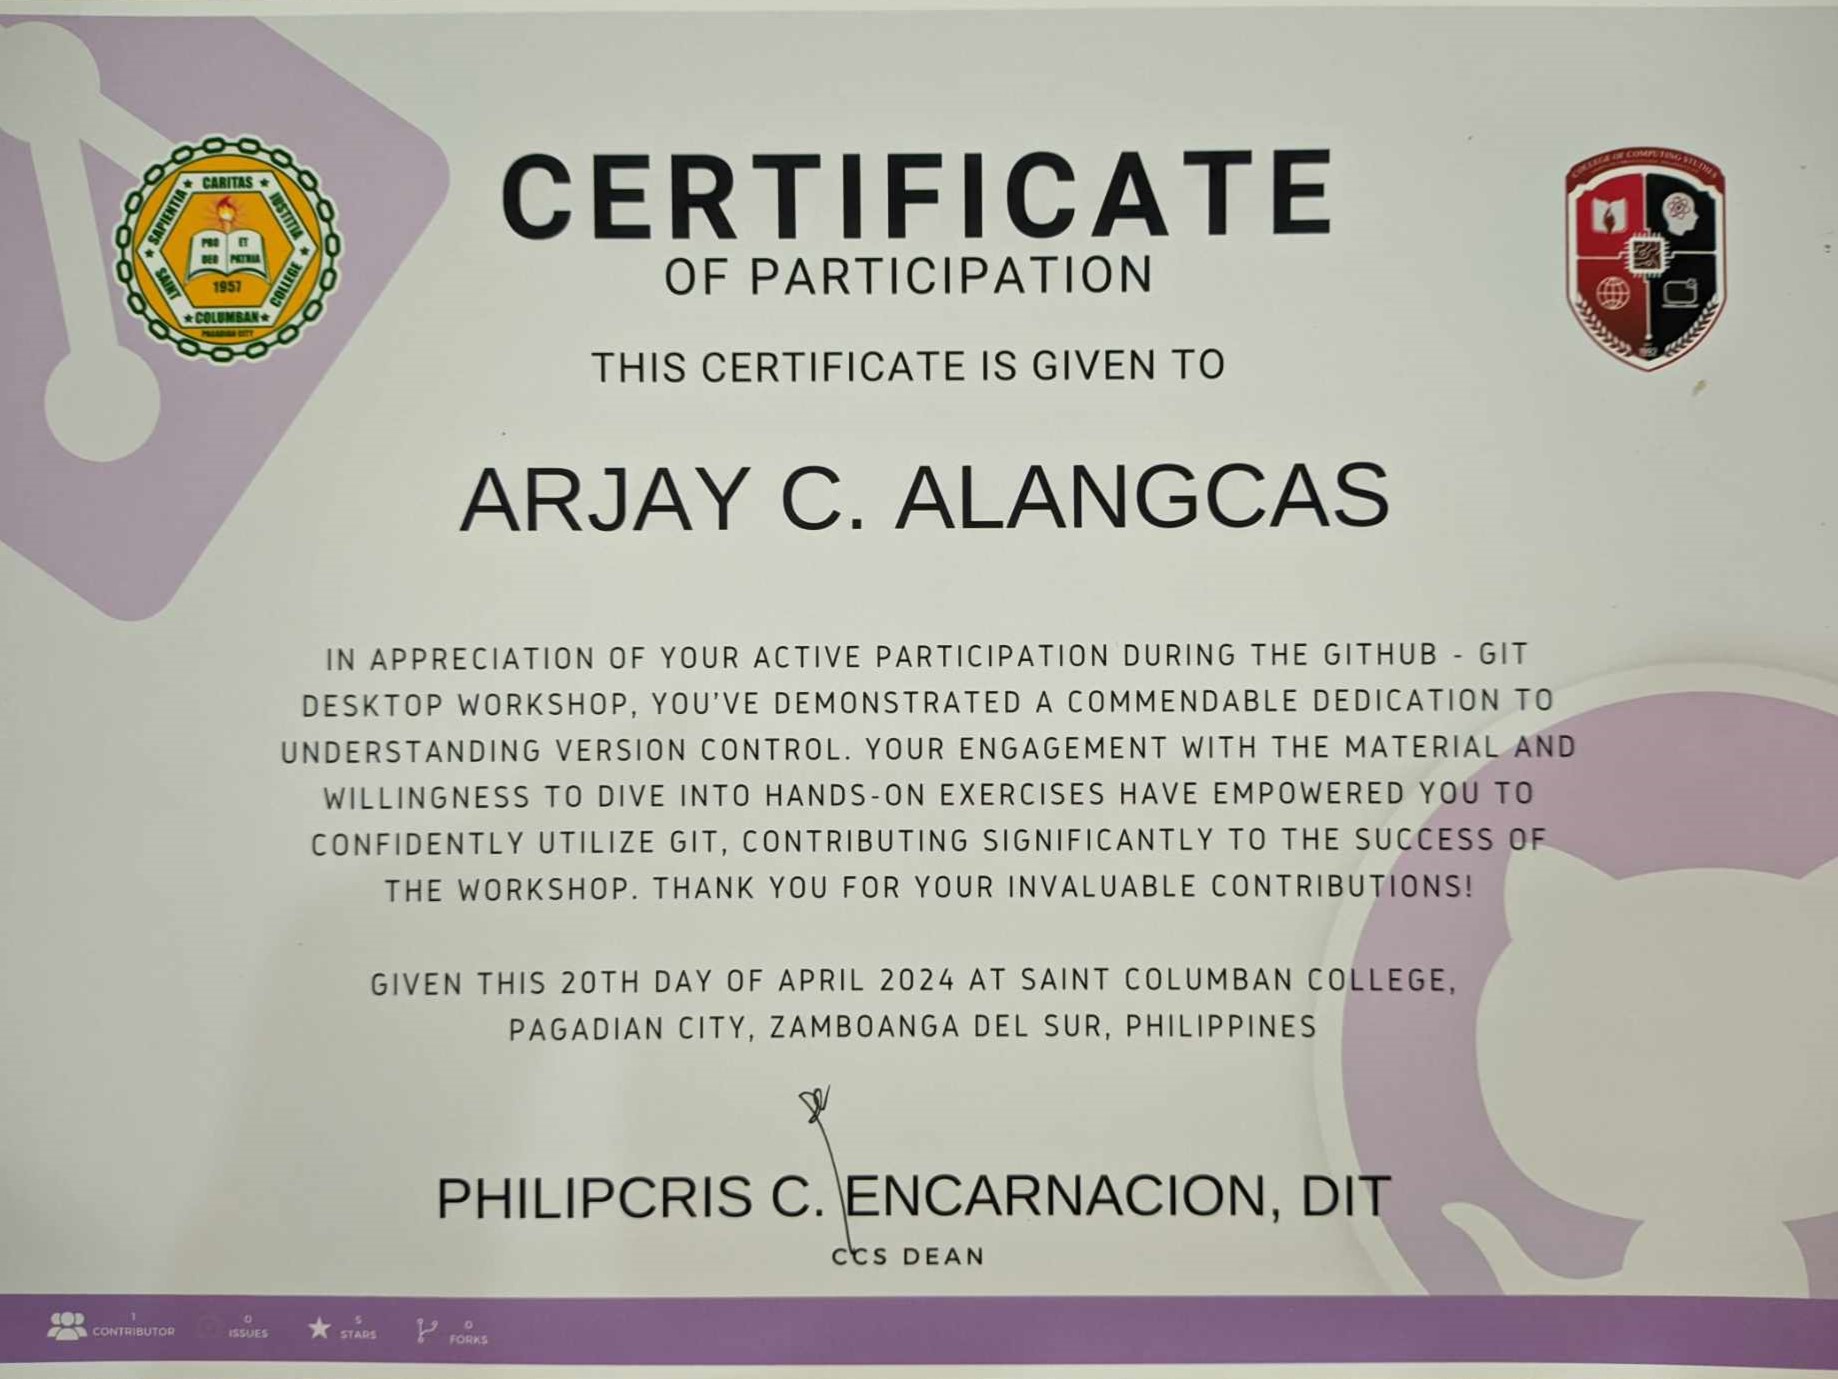 CERTIFICATE
OF PARTICIPATION
THIS CERTIFICATE IS GIVEN TO
ARJAY C. ALANGCAS
IN APPRECIATION OF YOUR ACTIVE PARTICIPATION DURING THE GITHUB - GIT
DESKTOP WORKSHOP, YOU'VE DEMONSTRATED A COMMENDABLE DEDICATION TO
UNDERSTANDING VERSION CONTROL. YOUR ENGAGEMENT WITH THE MATERIAL AND
WILLINGNESS TO DIVE INTO HANDS-ON EXERCISES HAVE EMPOWERED YOU TO
CONFIDENTLY UTILIZE GIT, CONTRIBUTING SIGNIFICANTLY TO THE SUCCESS OF
THE WORKSHOP. THANK YOU FOR YOUR INVALUABLE CONTRIBUTIONS!
GIVEN THIS 20TH DAY OF APRIL 2024 AT SAINT COLUMBAN COLLEGE,
PAGADIAN CITY, ZAMBOANGA DEL SUR, PHILIPPINES
PHILIPCRIS C. ENCARNACION, DIT
CCS DEAN
SAPIENTIA CARITAS JUSTITIA
PRO ET
DEO PATRIA
1957
SAINT COLUMBAN COLLEGE
PAGADIAN CITY
COLLEGE OF COMPUTING STUDIES
1992
1
CONTRIBUTOR
0
ISSUES
5
STARS
0
FORKS